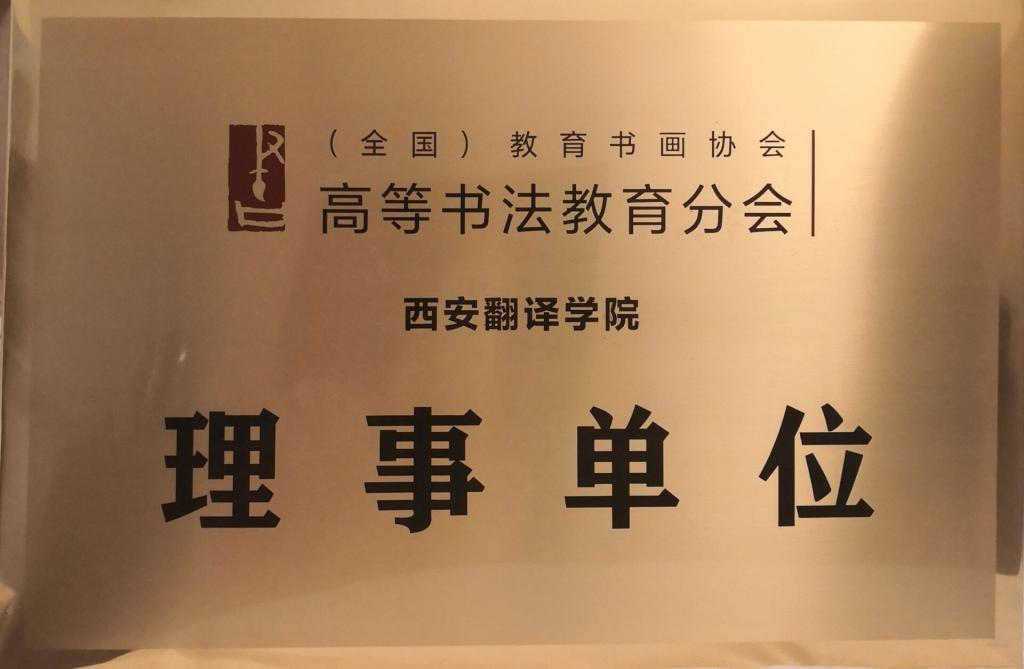 （全国）教育书画协会
高等书法教育分会
西安翻译学院
理事单位